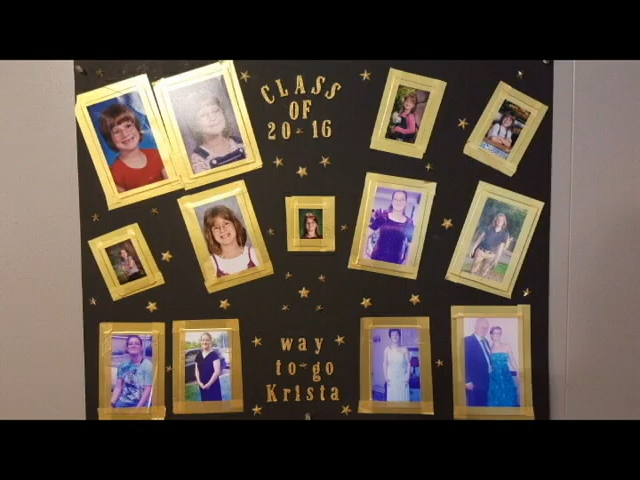 CLASS
OF
20-16
way
to-go
Krista